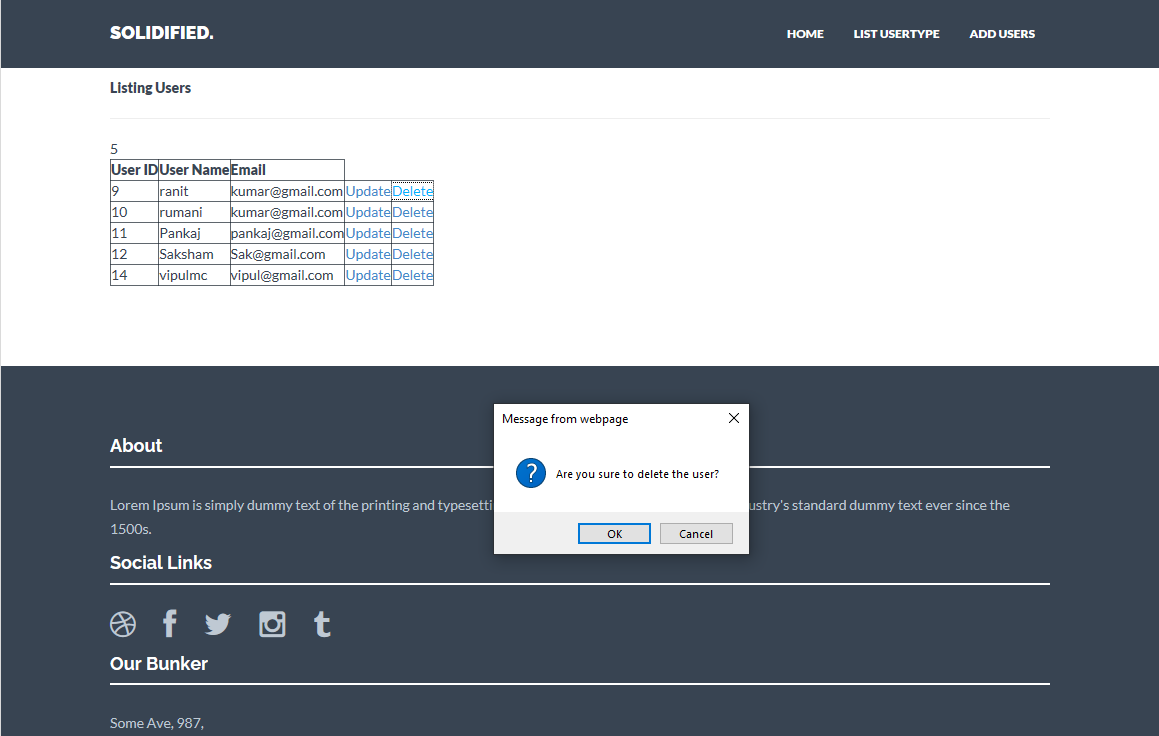 SOLIDIFIED.
HOME LIST USERTYPE ADD USERS
Listing Users
5
User ID User Name Email
9 ranit kumar@gmail.com Update Delete
10 rumani kumar@gmail.com Update Delete
11 Pankaj pankaj@gmail.com Update Delete
12 Saksham Sak@gmail.com Update Delete
14 vipulmc vipul@gmail.com Update Delete
Message from webpage
Are you sure to delete the user?
OK Cancel
About
Lorem Ipsum is simply dummy text of the printing and typesetti ustry's standard dummy text ever since the
1500s.
Social Links
Our Bunker
Some Ave, 987,